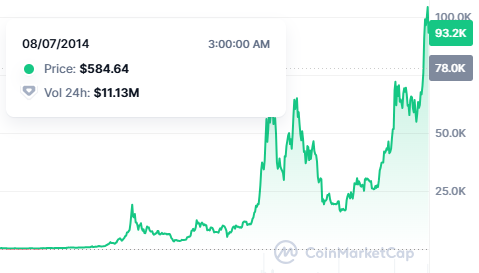 100.0K
08/07/2014 3:00:00 AM
93.2K
Price: $584.64
78.0K
Vol 24h: $11.13M
50.0K
25.0K
CoinMarketCap